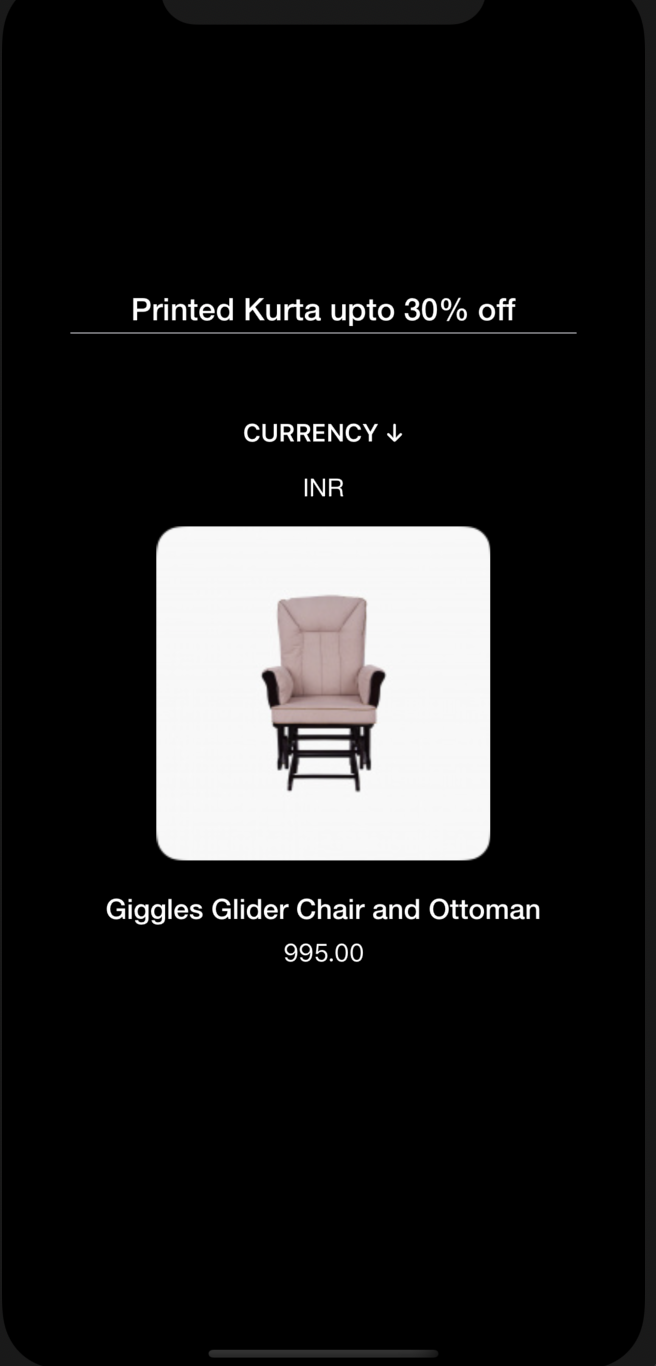 Printed Kurta upto 30% off
CURRENCY ↓
INR
Giggles Glider Chair and Ottoman
995.00